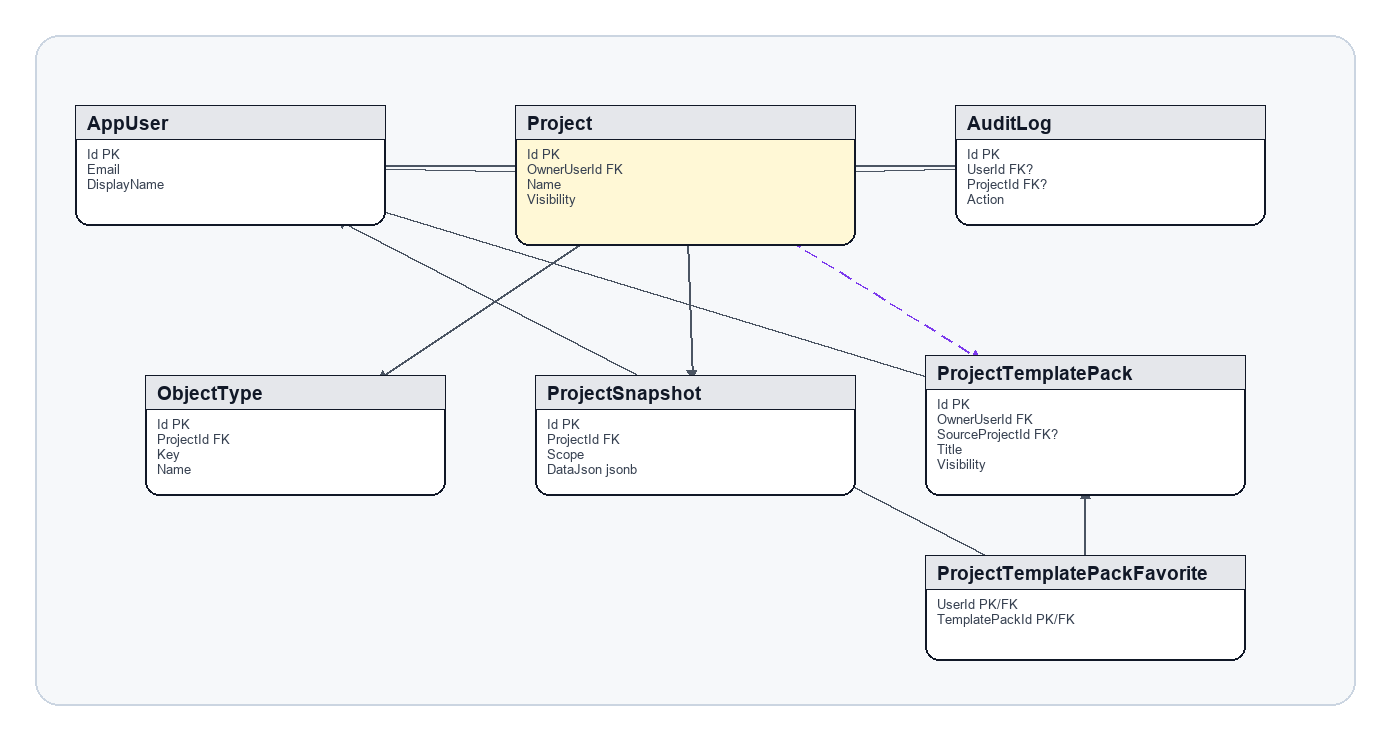 AppUser
Id PK
Email
DisplayName
Project
Id PK
OwnerUserId FK
Name
Visibility
AuditLog
Id PK
UserId FK?
ProjectId FK?
Action
ObjectType
Id PK
ProjectId FK
Key
Name
ProjectSnapshot
Id PK
ProjectId FK
Scope
DataJson jsonb
ProjectTemplatePack
Id PK
OwnerUserId FK
SourceProjectId FK?
Title
Visibility
ProjectTemplatePackFavorite
UserId PK/FK
TemplatePackId PK/FK